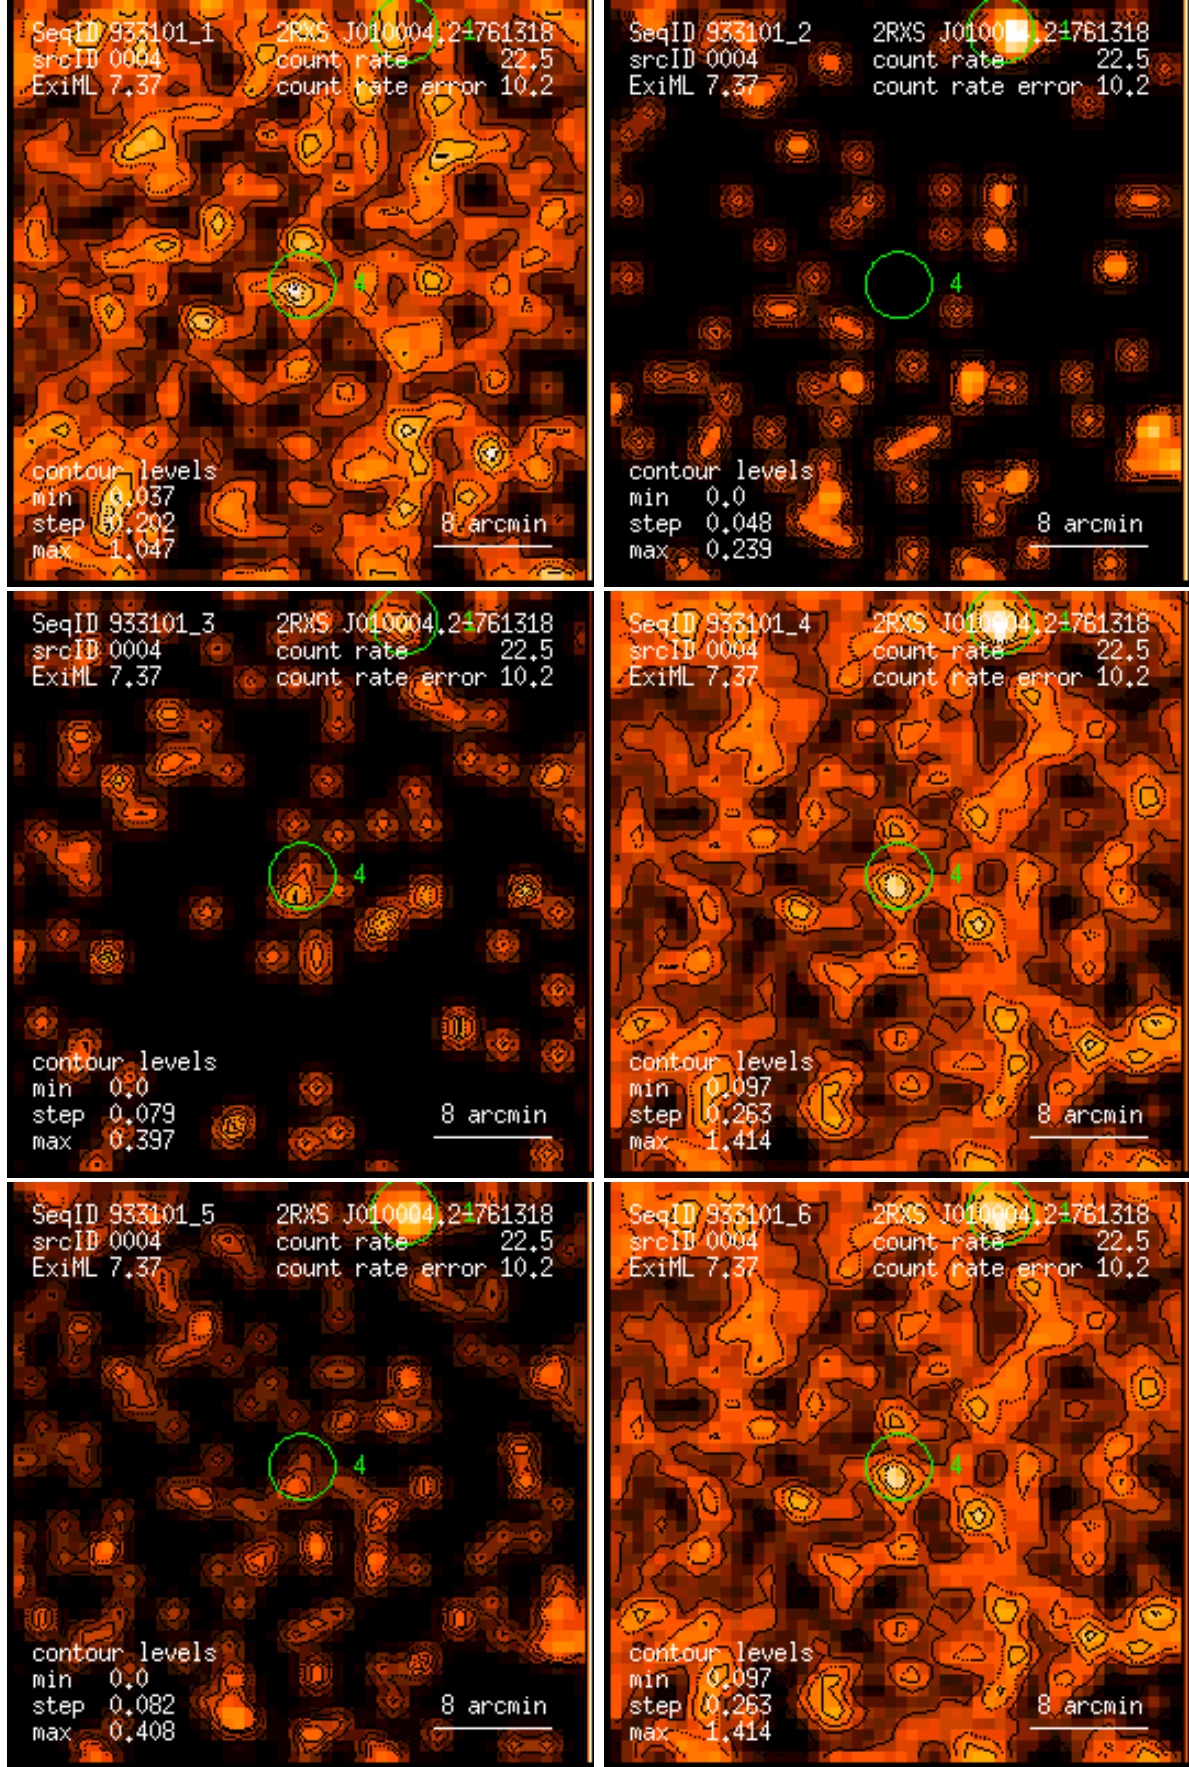 SeqID 933101_1 2RXS J010004.2-761318
srcID 0004 count rate 22.5
ExiML 7.37 count rate error 10.2
4
contour levels
min 0.037
step 0.202
max 1.047
8 arcmin
SeqID 933101_2 2RXS J010004.2-761318
srcID 0004 count rate 22.5
ExiML 7.37 count rate error 10.2
4
contour levels
min 0.0
step 0.048
max 0.239
8 arcmin
SeqID 933101_3 2RXS J010004.2-761318
srcID 0004 count rate 22.5
ExiML 7.37 count rate error 10.2
4
contour levels
min 0.0
step 0.079
max 0.397
8 arcmin
SeqID 933101_4 2RXS J010004.2-761318
srcID 0004 count rate 22.5
ExiML 7.37 count rate error 10.2
4
contour levels
min 0.097
step 0.263
max 1.414
8 arcmin
SeqID 933101_5 2RXS J010004.2-761318
srcID 0004 count rate 22.5
ExiML 7.37 count rate error 10.2
4
contour levels
min 0.0
step 0.082
max 0.408
8 arcmin
SeqID 933101_6 2RXS J010004.2-761318
srcID 0004 count rate 22.5
ExiML 7.37 count rate error 10.2
4
contour levels
min 0.097
step 0.263
max 1.414
8 arcmin